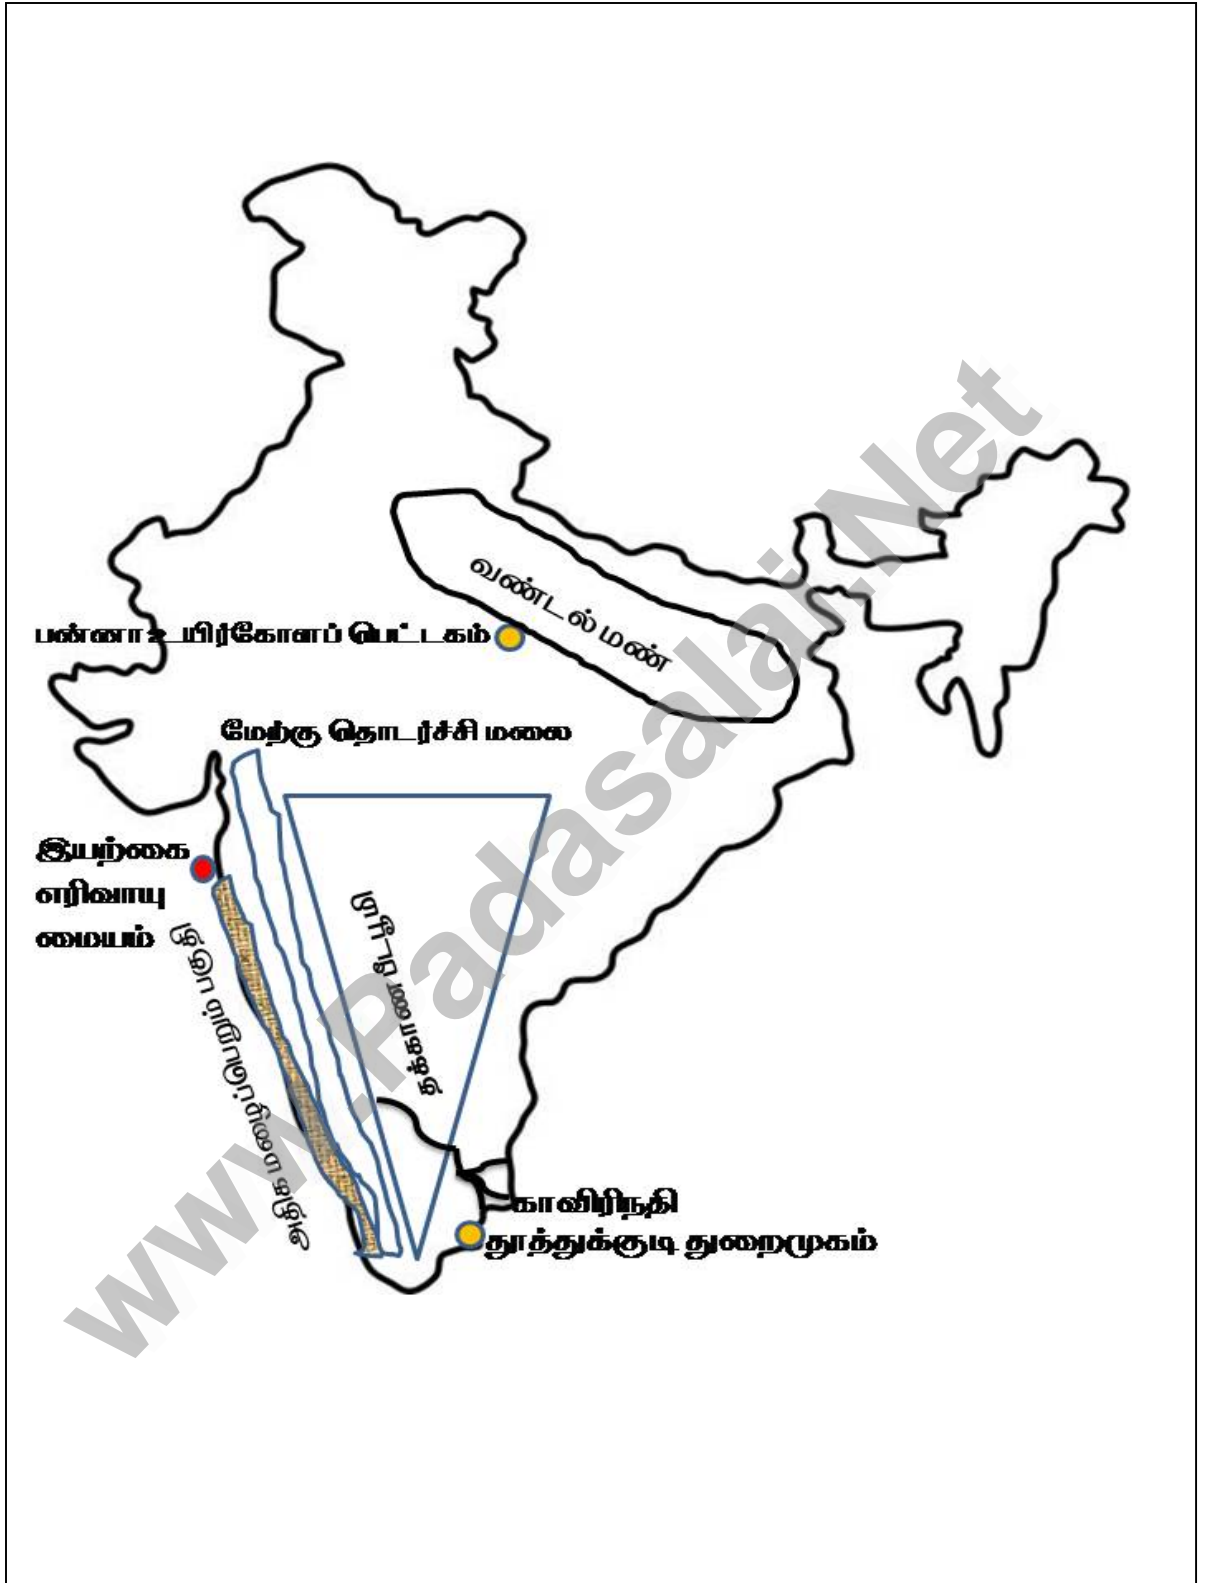 வண்டல் மண்
பண்ணா உயிர்கோளப் பெட்டகம்
மேற்கு தொடர்ச்சி மலை
இயற்கை
எரிவாயு
மையம்
தக்காண பீடபூமி
அதிக மழைப்பெறும் பகுதி
காவிரிநதி
தூத்துக்குடி துறைமுகம்
www.Padasalai.Net